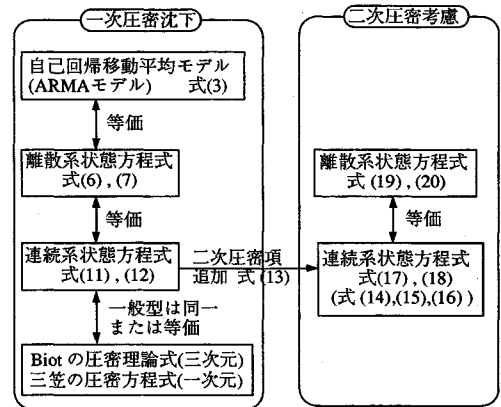 一次圧密沈下
自己回帰移動平均モデル
(ARMAモデル) 式(3)
等価
離散系状態方程式
式(6) , (7)
等価
連続系状態方程式
式(11) , (12)
一般型は同一
または等価
Biot の圧密理論式(三次元)
三笠の圧密方程式(一次元)
二次圧密項
追加 式 (13)
二次圧密考慮
離散系状態方程式
式 (19) , (20)
等価
連続系状態方程式
式(17) , (18)
(式 (14),(15),(16) )